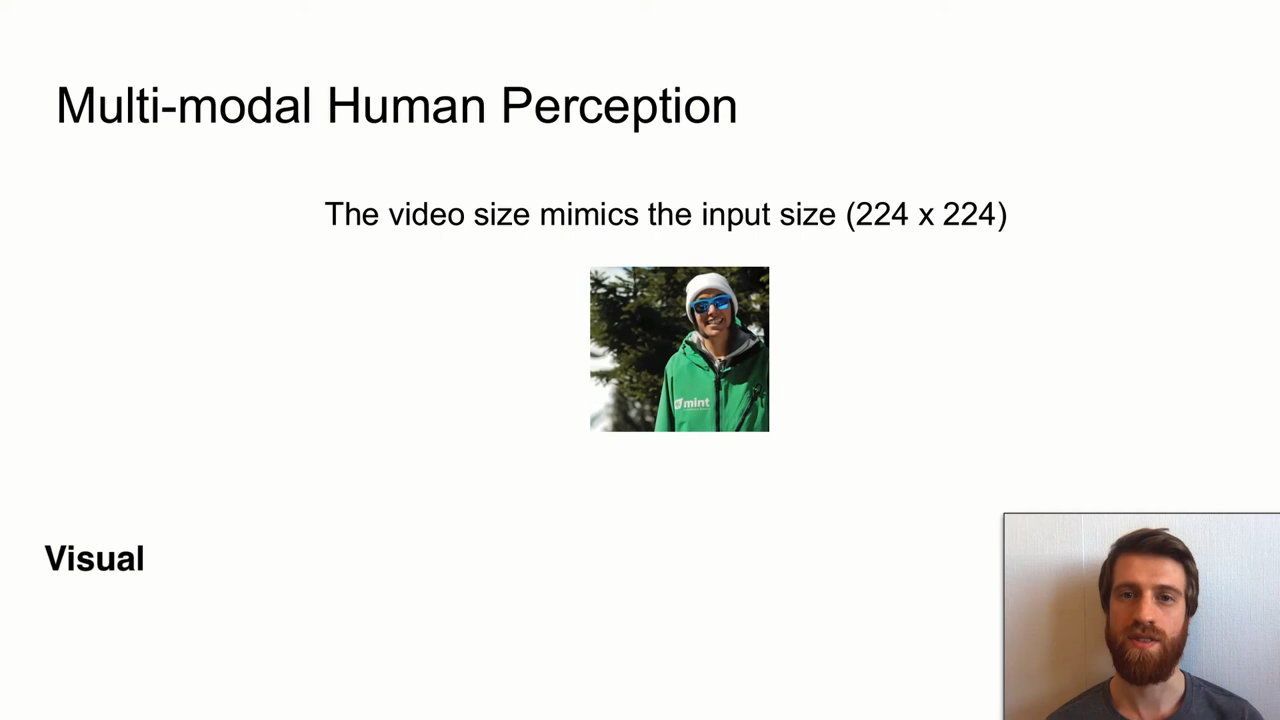 Multi-modal Human Perception
The video size mimics the input size (224 x 224)
mint
Visual